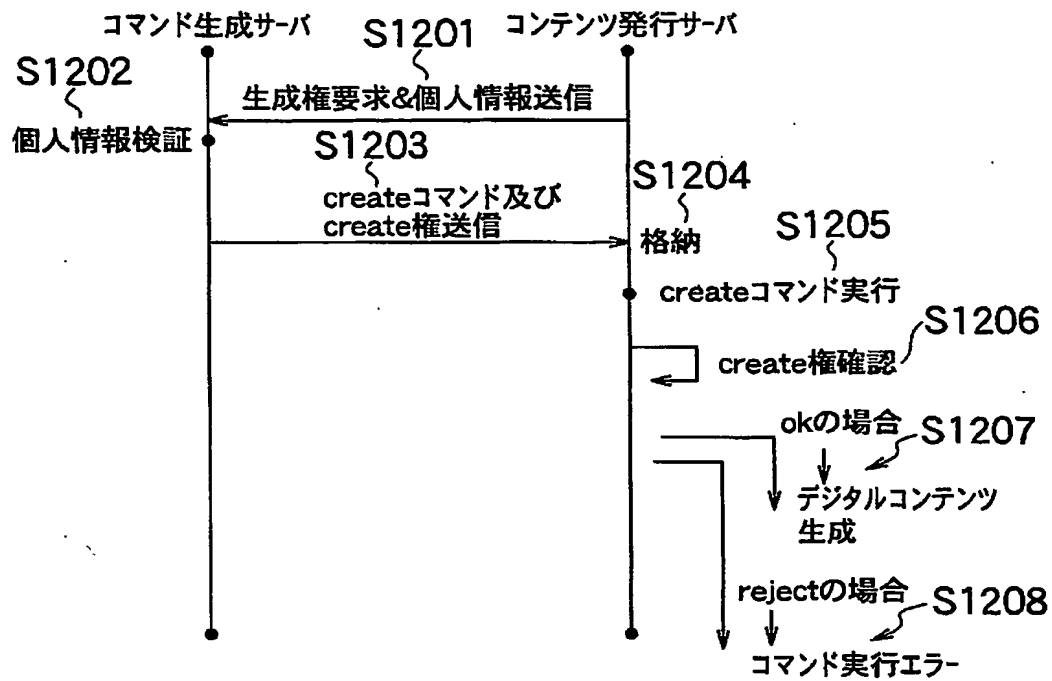 コマンド生成サーバ
コンテンツ発行サーバ
S1201
S1202
生成権要求&個人情報送信
個人情報検証
S1203
createコマンド及び
create権送信
S1204
格納
S1205
createコマンド実行
S1206
create権確認
okの場合
S1207
デジタルコンテンツ
生成
rejectの場合
S1208
コマンド実行エラー